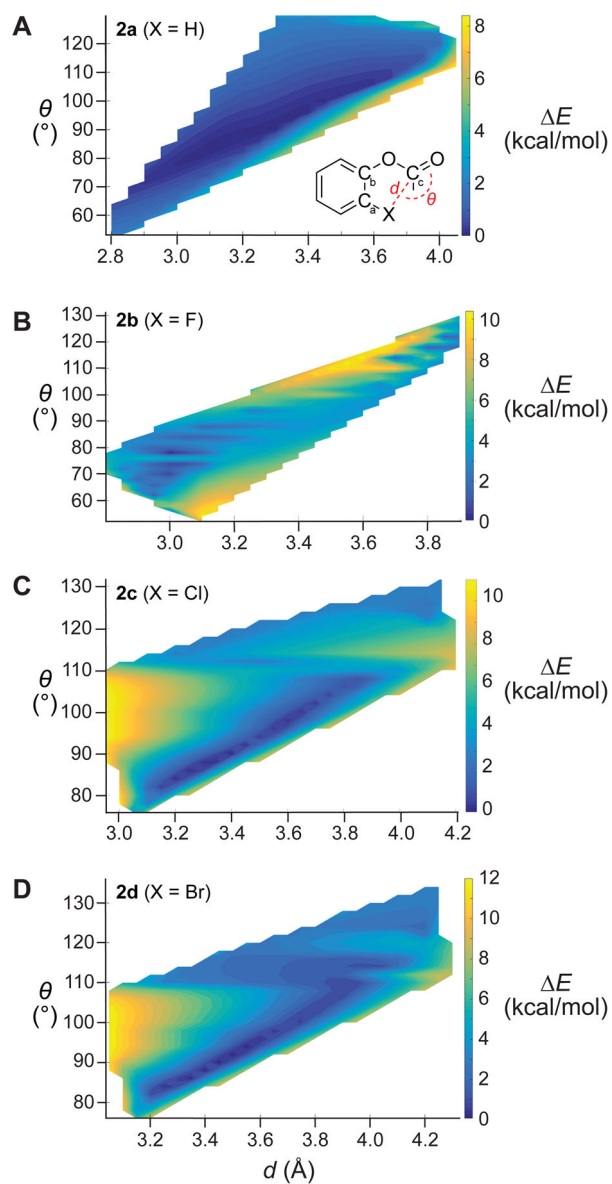 A
2a (X = H)
120
110
100
90
80
70
60
θ
(°)
2.8 3.0 3.2 3.4 3.6 3.8 4.0
8
6
4
2
0
ΔE
(kcal/mol)
O
O
C
b
C
c
C
a
X
d
θ
B
2b (X = F)
130
120
110
100
90
80
70
60
θ
(°)
3.0 3.2 3.4 3.6 3.8
10
8
6
4
2
0
ΔE
(kcal/mol)
C
2c (X = Cl)
130
120
110
100
90
80
θ
(°)
3.0 3.2 3.4 3.6 3.8 4.0 4.2
10
8
6
4
2
0
ΔE
(kcal/mol)
D
2d (X = Br)
130
120
110
100
90
80
θ
(°)
3.2 3.4 3.6 3.8 4.0 4.2
12
10
8
6
4
2
0
ΔE
(kcal/mol)
d (Å)